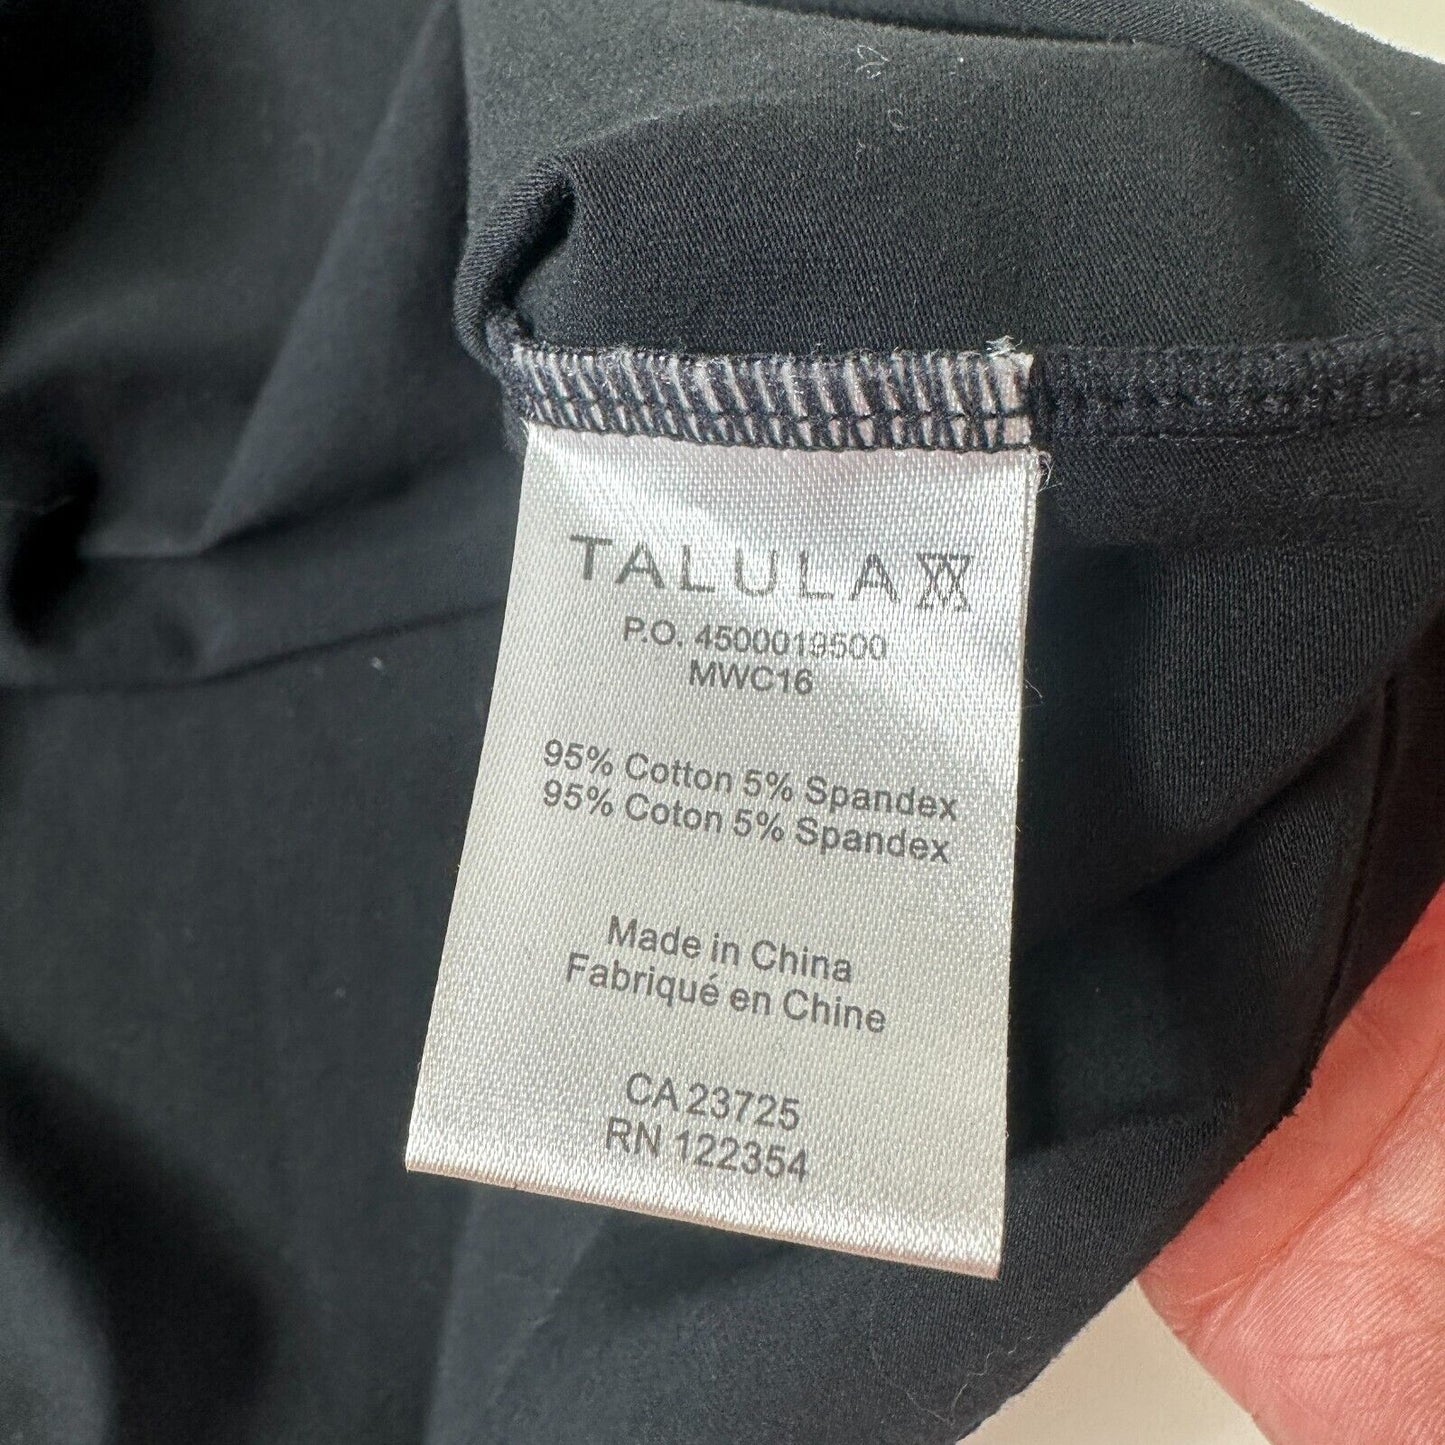 TALULA
P.O. 4500019500
MWC16
95% Cotton 5% Spandex
95% Coton 5% Spandex
Made in China
Fabriqué en Chine
CA 23725
RN 122354